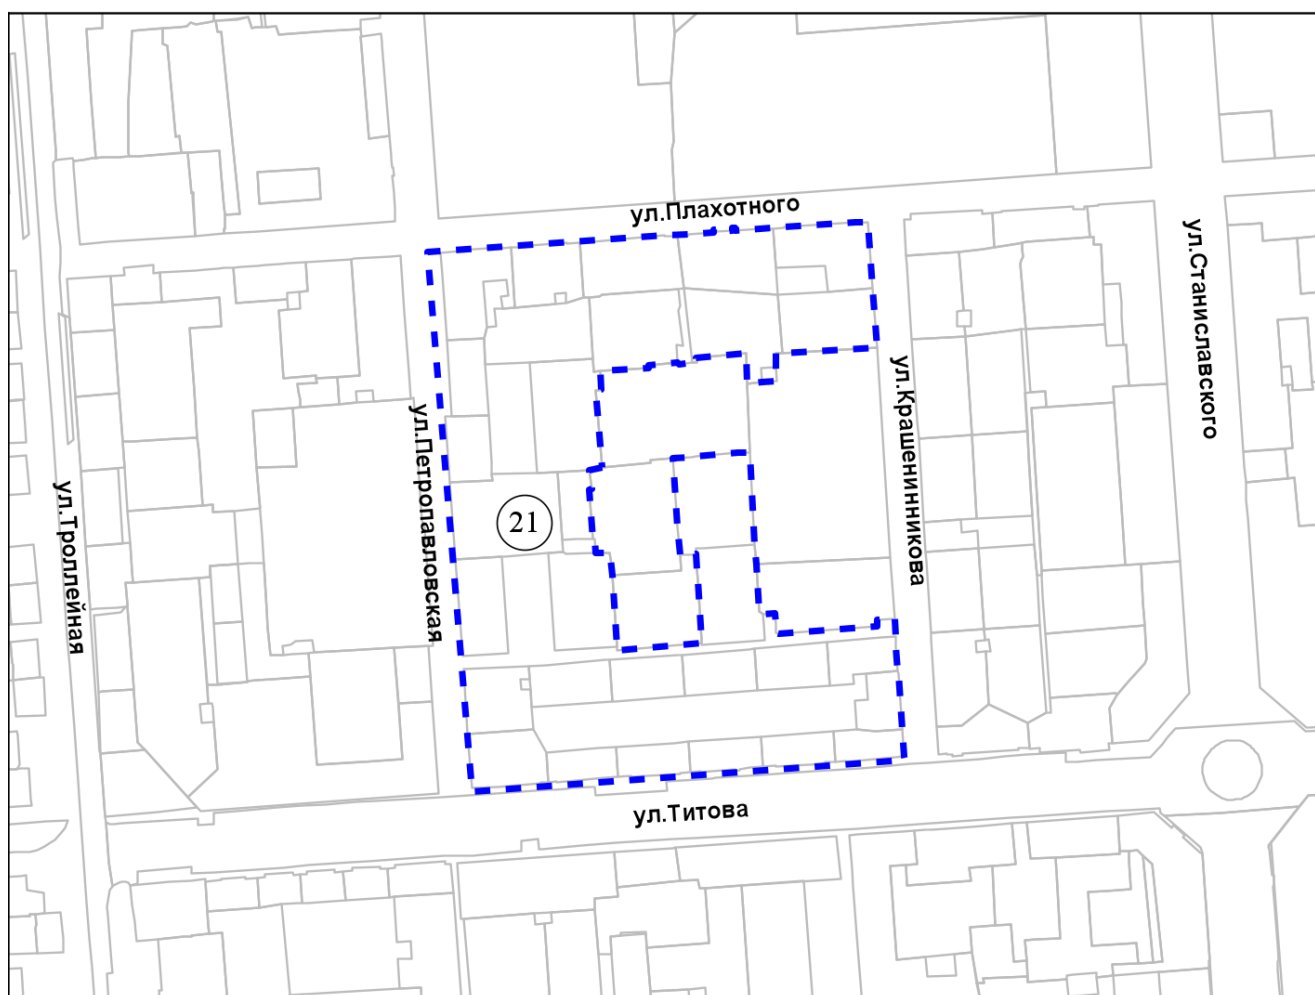 ул.Плахотного
ул.Станиславского
ул.Крашенинникова
ул.Петропавловская
ул.Троллейная
21
ул.Титова